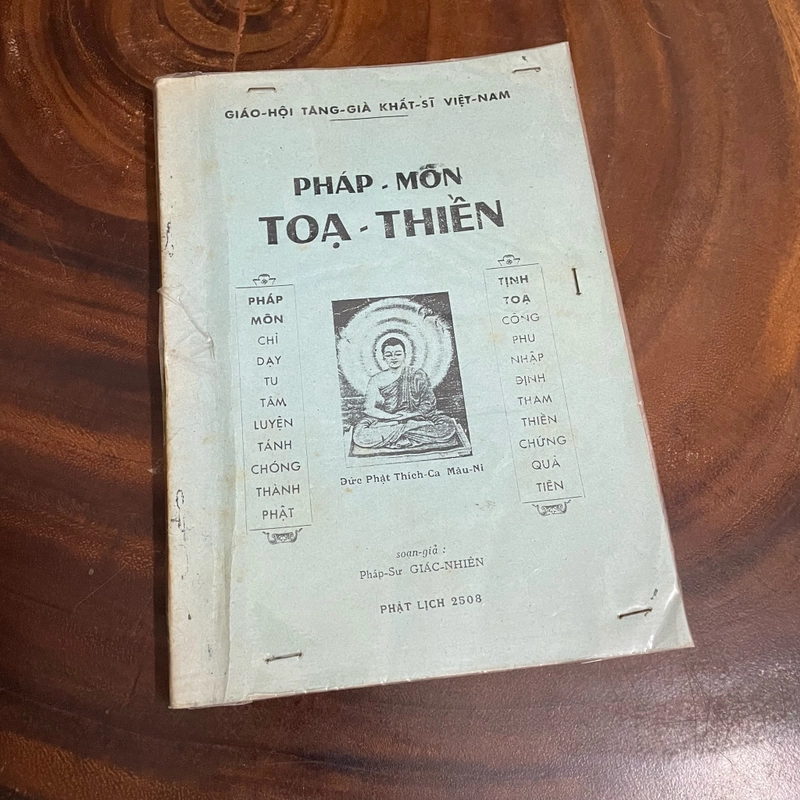 GIÁO-HỘI TĂNG-GIÀ KHẤT-SĨ VIỆT-NAM
PHÁP - MÔN
TOẠ - THIỀN
PHÁP
MÔN
CHỈ
DẠY
TU
TÂM
LUYỆN
TÁNH
CHÓNG
THÀNH
PHẬT
TỊNH
TOẠ
CÔNG
PHU
NHẬP
ĐỊNH
THAM
THIỀN
CHỨNG
QUẢ
TIÊN
Đức Phật Thích-Ca Mâu-Ni
soạn-giả :
Pháp-Sư GIÁC-NHIÊN
PHẬT LỊCH 2508